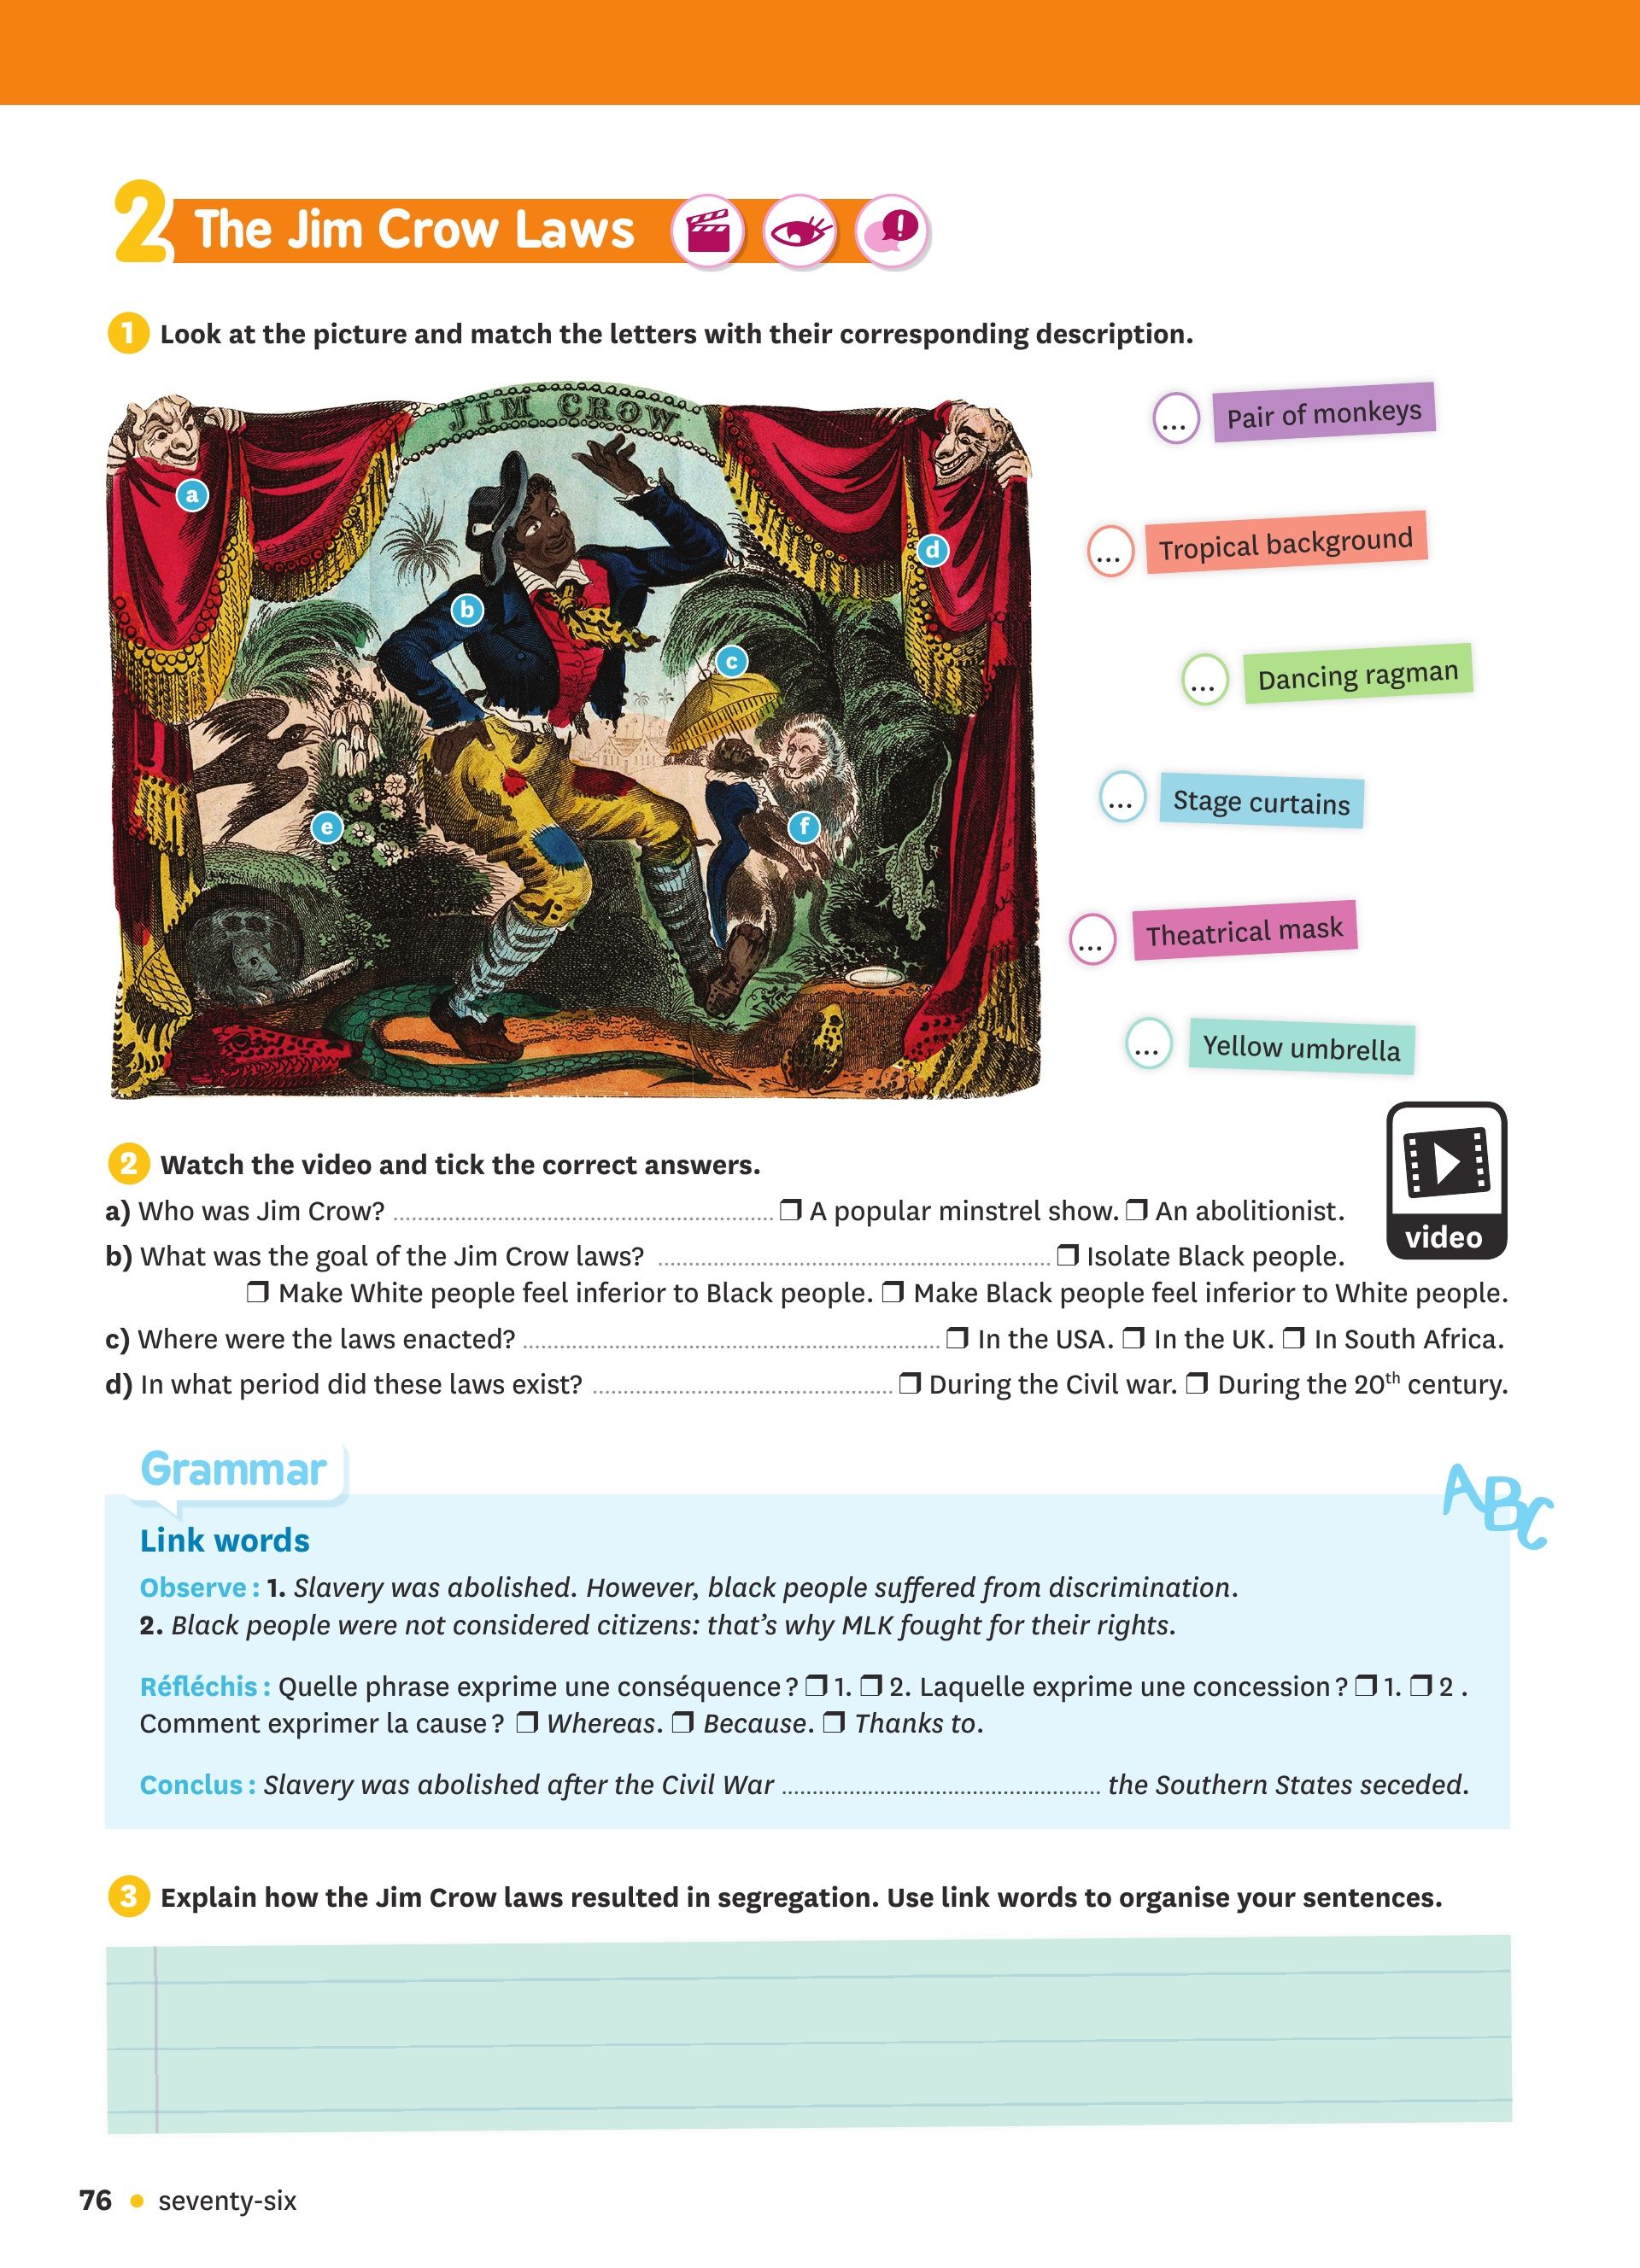 2 The Jim Crow Laws
1 Look at the picture and match the letters with their corresponding description.
JIM CROW.
a
b
c
d
e
f
... Pair of monkeys
... Tropical background
... Dancing ragman
... Stage curtains
... Theatrical mask
... Yellow umbrella
2 Watch the video and tick the correct answers.
video
a) Who was Jim Crow? ............ ❒ A popular minstrel show. ❒ An abolitionist.
b) What was the goal of the Jim Crow laws? ............ ❒ Isolate Black people.
❒ Make White people feel inferior to Black people. ❒ Make Black people feel inferior to White people.
c) Where were the laws enacted? ............ ❒ In the USA. ❒ In the UK. ❒ In South Africa.
d) In what period did these laws exist? ............ ❒ During the Civil war. ❒ During the 20th century.
Grammar
ABC
Link words
Observe : 1. Slavery was abolished. However, black people suffered from discrimination.
2. Black people were not considered citizens: that's why MLK fought for their rights.
Réfléchis : Quelle phrase exprime une conséquence ? ❒ 1. ❒ 2. Laquelle exprime une concession ? ❒ 1. ❒ 2 .
Comment exprimer la cause ? ❒ Whereas. ❒ Because. ❒ Thanks to.
Conclus : Slavery was abolished after the Civil War ............ the Southern States seceded.
3 Explain how the Jim Crow laws resulted in segregation. Use link words to organise your sentences.
76 • seventy-six